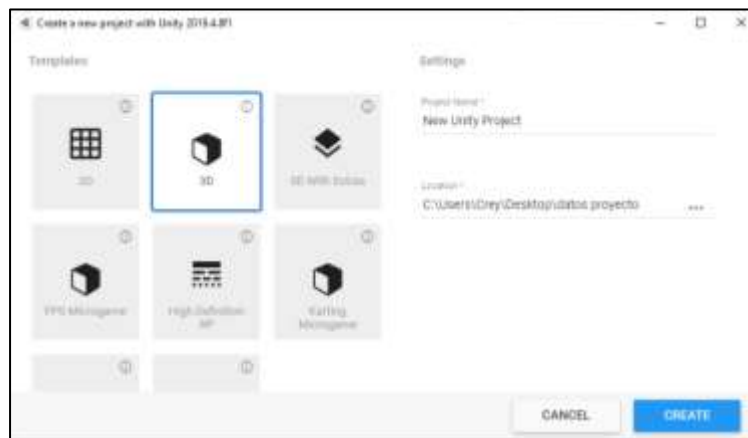 Create a new project with Unity 2019.4.8f1
Templates
Settings
2D
3D
3D With Extras
FPS Microgame
High Definition
RP
Karting
Microgame
Project Name *
New Unity Project
Location *
C:\Users\Crey\Desktop\datos proyecto
...
CANCEL
CREATE